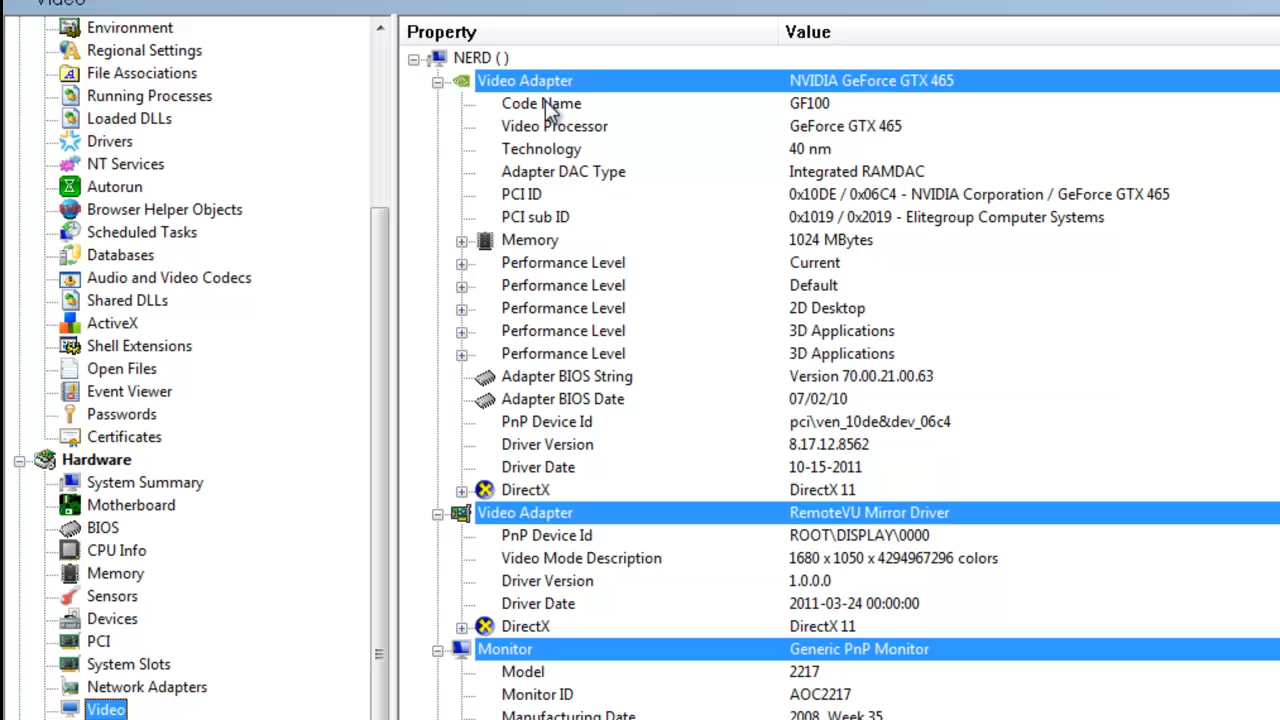 Video
Environment
Regional Settings
File Associations
Running Processes
Loaded DLLs
Drivers
NT Services
Autorun
Browser Helper Objects
Scheduled Tasks
Databases
Audio and Video Codecs
Shared DLLs
ActiveX
Shell Extensions
Open Files
Event Viewer
Passwords
Certificates
Hardware
System Summary
Motherboard
BIOS
CPU Info
Memory
Sensors
Devices
PCI
System Slots
Network Adapters
Video
Property Value
NERD ( )
Video Adapter NVIDIA GeForce GTX 465
Code Name GF100
Video Processor GeForce GTX 465
Technology 40 nm
Adapter DAC Type Integrated RAMDAC
PCI ID 0x10DE / 0x06C4 - NVIDIA Corporation / GeForce GTX 465
PCI sub ID 0x1019 / 0x2019 - Elitegroup Computer Systems
Memory 1024 MBytes
Performance Level Current
Performance Level Default
Performance Level 2D Desktop
Performance Level 3D Applications
Performance Level 3D Applications
Adapter BIOS String Version 70.00.21.00.63
Adapter BIOS Date 07/02/10
PnP Device Id pci\ven_10de&dev_06c4
Driver Version 8.17.12.8562
Driver Date 10-15-2011
DirectX DirectX 11
Video Adapter RemoteVU Mirror Driver
PnP Device Id ROOT\DISPLAY\0000
Video Mode Description 1680 x 1050 x 4294967296 colors
Driver Version 1.0.0.0
Driver Date 2011-03-24 00:00:00
DirectX DirectX 11
Monitor Generic PnP Monitor
Model 2217
Monitor ID AOC2217
Manufacturing Date 2008, Week 35